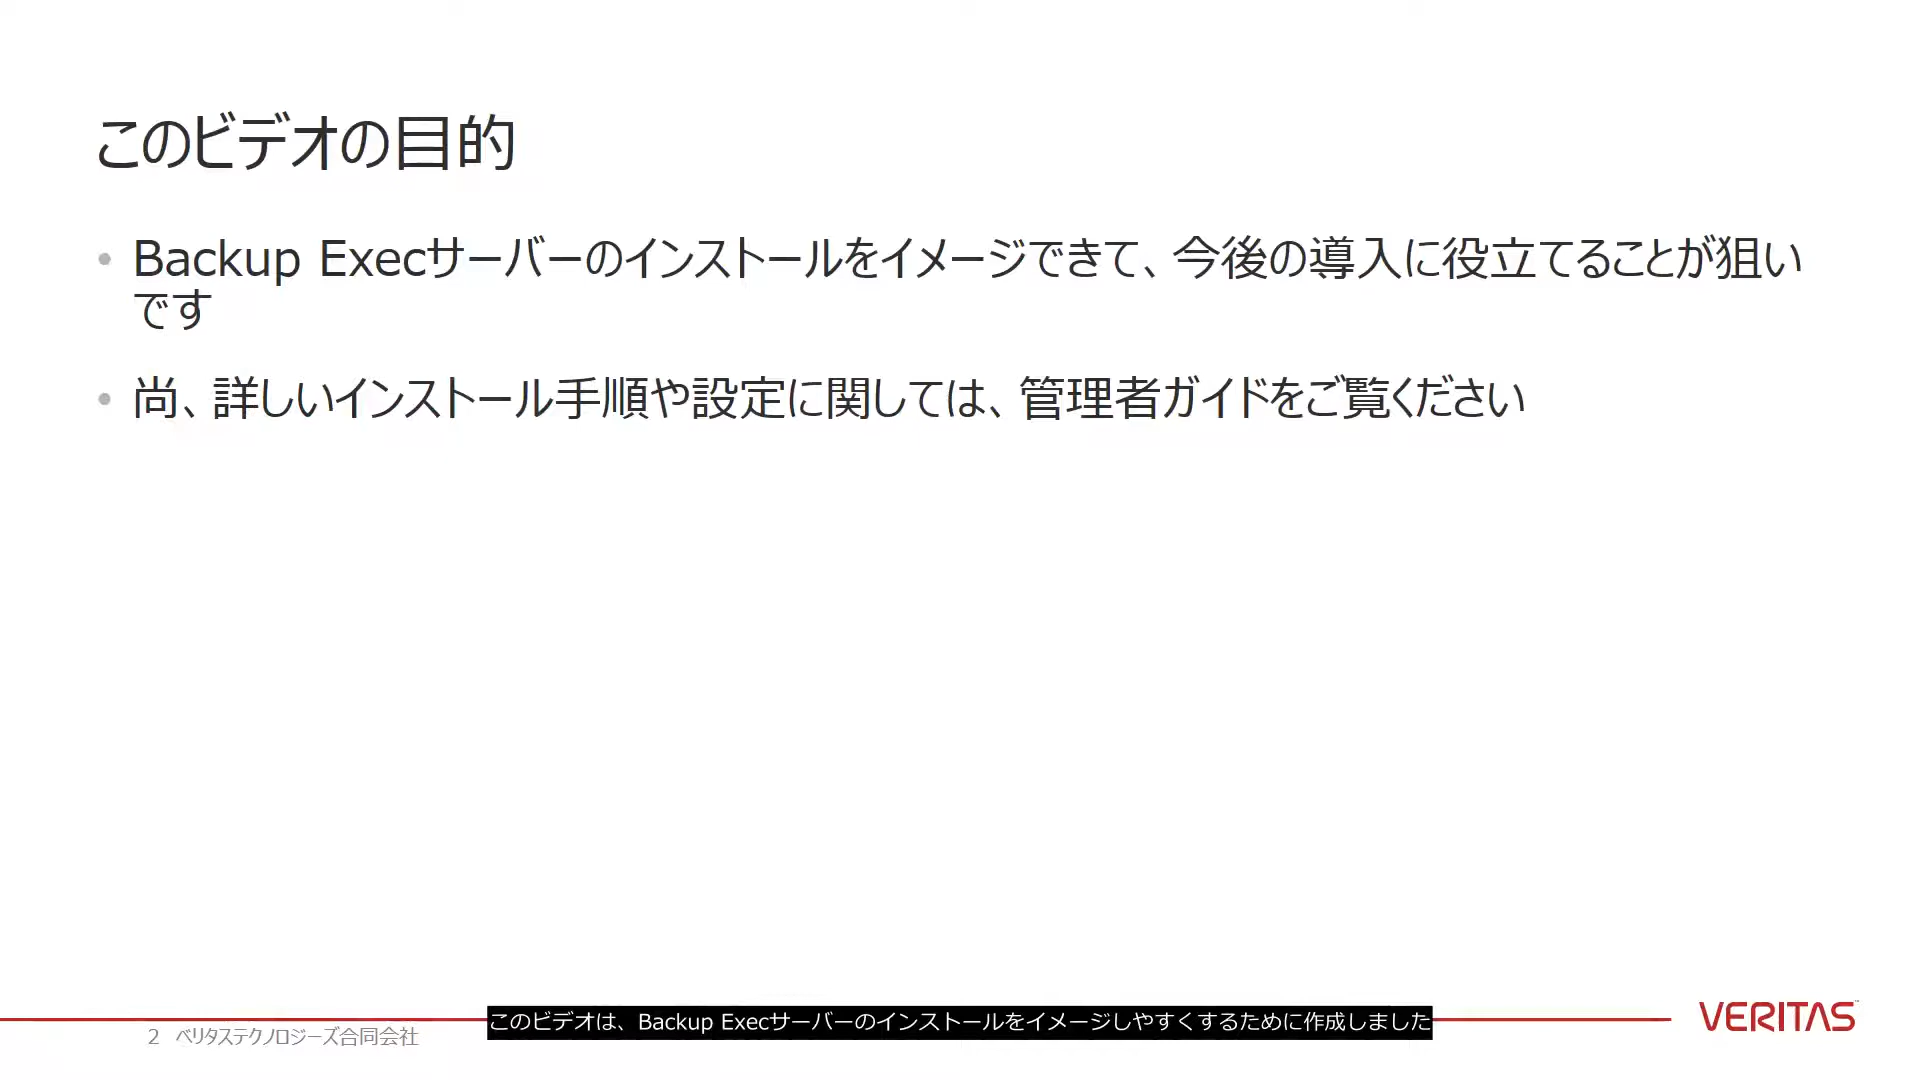 このビデオの目的
• Backup Execサーバーのインストールをイメージできて、今後の導入に役立てることが狙い
です
• 尚、詳しいインストール手順や設定に関しては、管理者ガイドをご覧ください
2 ベリタステクノロジーズ合同会社
このビデオは、Backup Execサーバーのインストールをイメージしやすくするために作成しました
VERITAS™